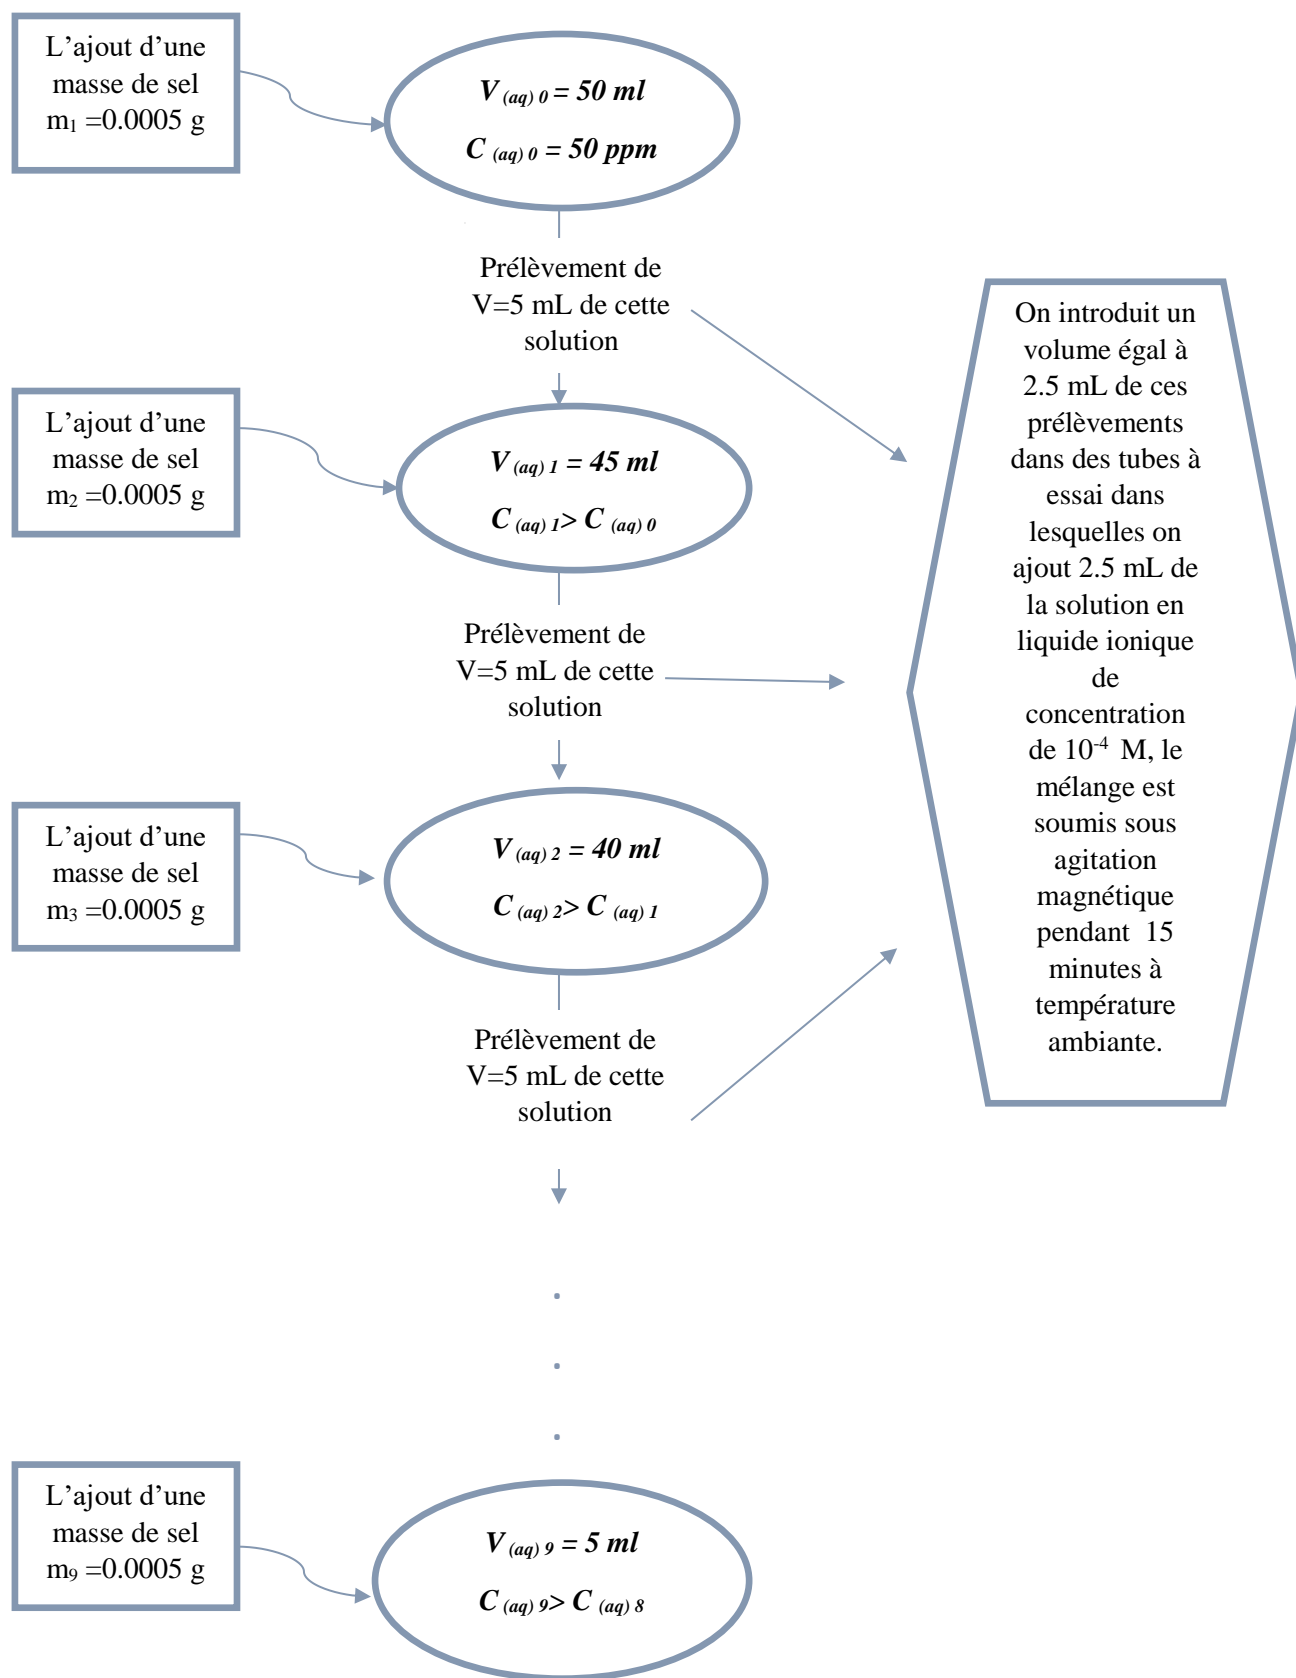 L'ajout d'une
masse de sel
m₁ =0.0005 g
V (aq) 0 = 50 ml
C (aq) 0 = 50 ppm
Prélèvement de
V=5 mL de cette
solution
L'ajout d'une
masse de sel
m₂ =0.0005 g
V (aq) 1 = 45 ml
C (aq) 1> C (aq) 0
Prélèvement de
V=5 mL de cette
solution
L'ajout d'une
masse de sel
m₃ =0.0005 g
V (aq) 2 = 40 ml
C (aq) 2> C (aq) 1
Prélèvement de
V=5 mL de cette
solution
.
.
.
L'ajout d'une
masse de sel
m₉ =0.0005 g
V (aq) 9 = 5 ml
C (aq) 9> C (aq) 8
On introduit un
volume égal à
2.5 mL de ces
prélèvements
dans des tubes à
essai dans
lesquelles on
ajout 2.5 mL de
la solution en
liquide ionique
de
concentration
de 10⁻⁴ M, le
mélange est
soumis sous
agitation
magnétique
pendant 15
minutes à
température
ambiante.